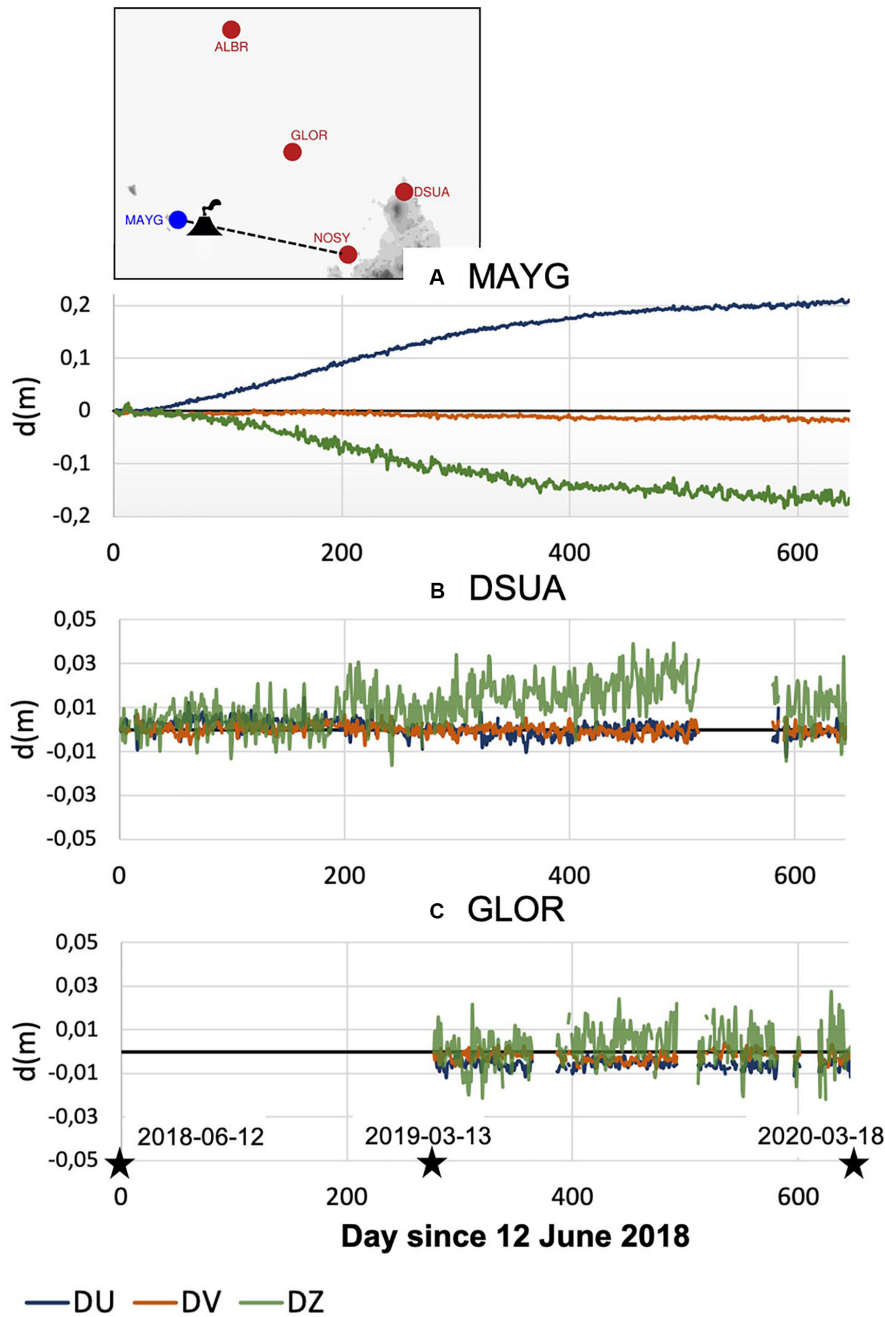 ALBR
GLOR
DSUA
MAYG
NOSY
A MAYG
0,2
0,1
0
-0,1
-0,2
d(m)
0 200 400 600
B DSUA
0,05
0,03
0,01
-0,01
-0,03
-0,05
d(m)
0 200 400 600
C GLOR
0,05
0,03
0,01
-0,01
-0,03
-0,05
d(m)
2018-06-12 2019-03-13 2020-03-18
0 200 400 600
Day since 12 June 2018
DU DV DZ